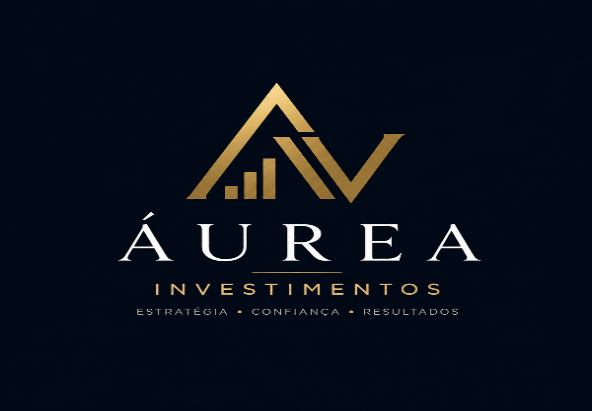 ÁUREA
INVESTIMENTOS
ESTRATÉGIA • CONFIANÇA • RESULTADOS